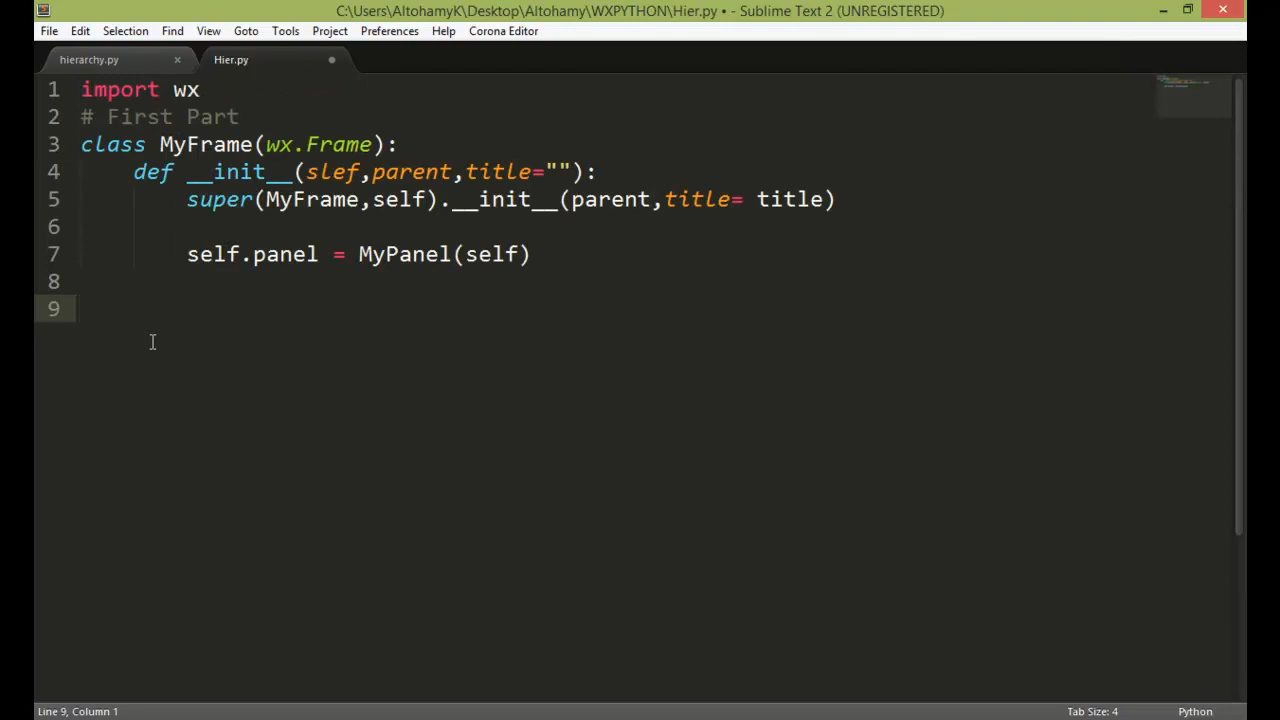 C:\Users\AltohamyK\Desktop\Altohamy\WXPYTHON\Hier.py • - Sublime Text 2 (UNREGISTERED)
File Edit Selection Find View Goto Tools Project Preferences Help Corona Editor
hierarchy.py × Hier.py
1 import wx
2 # First Part
3 class MyFrame(wx.Frame):
4     def __init__(slef,parent,title=""):
5         super(MyFrame,self).__init__(parent,title= title)
6
7         self.panel = MyPanel(self)
8
9
Line 9, Column 1 Tab Size: 4 Python